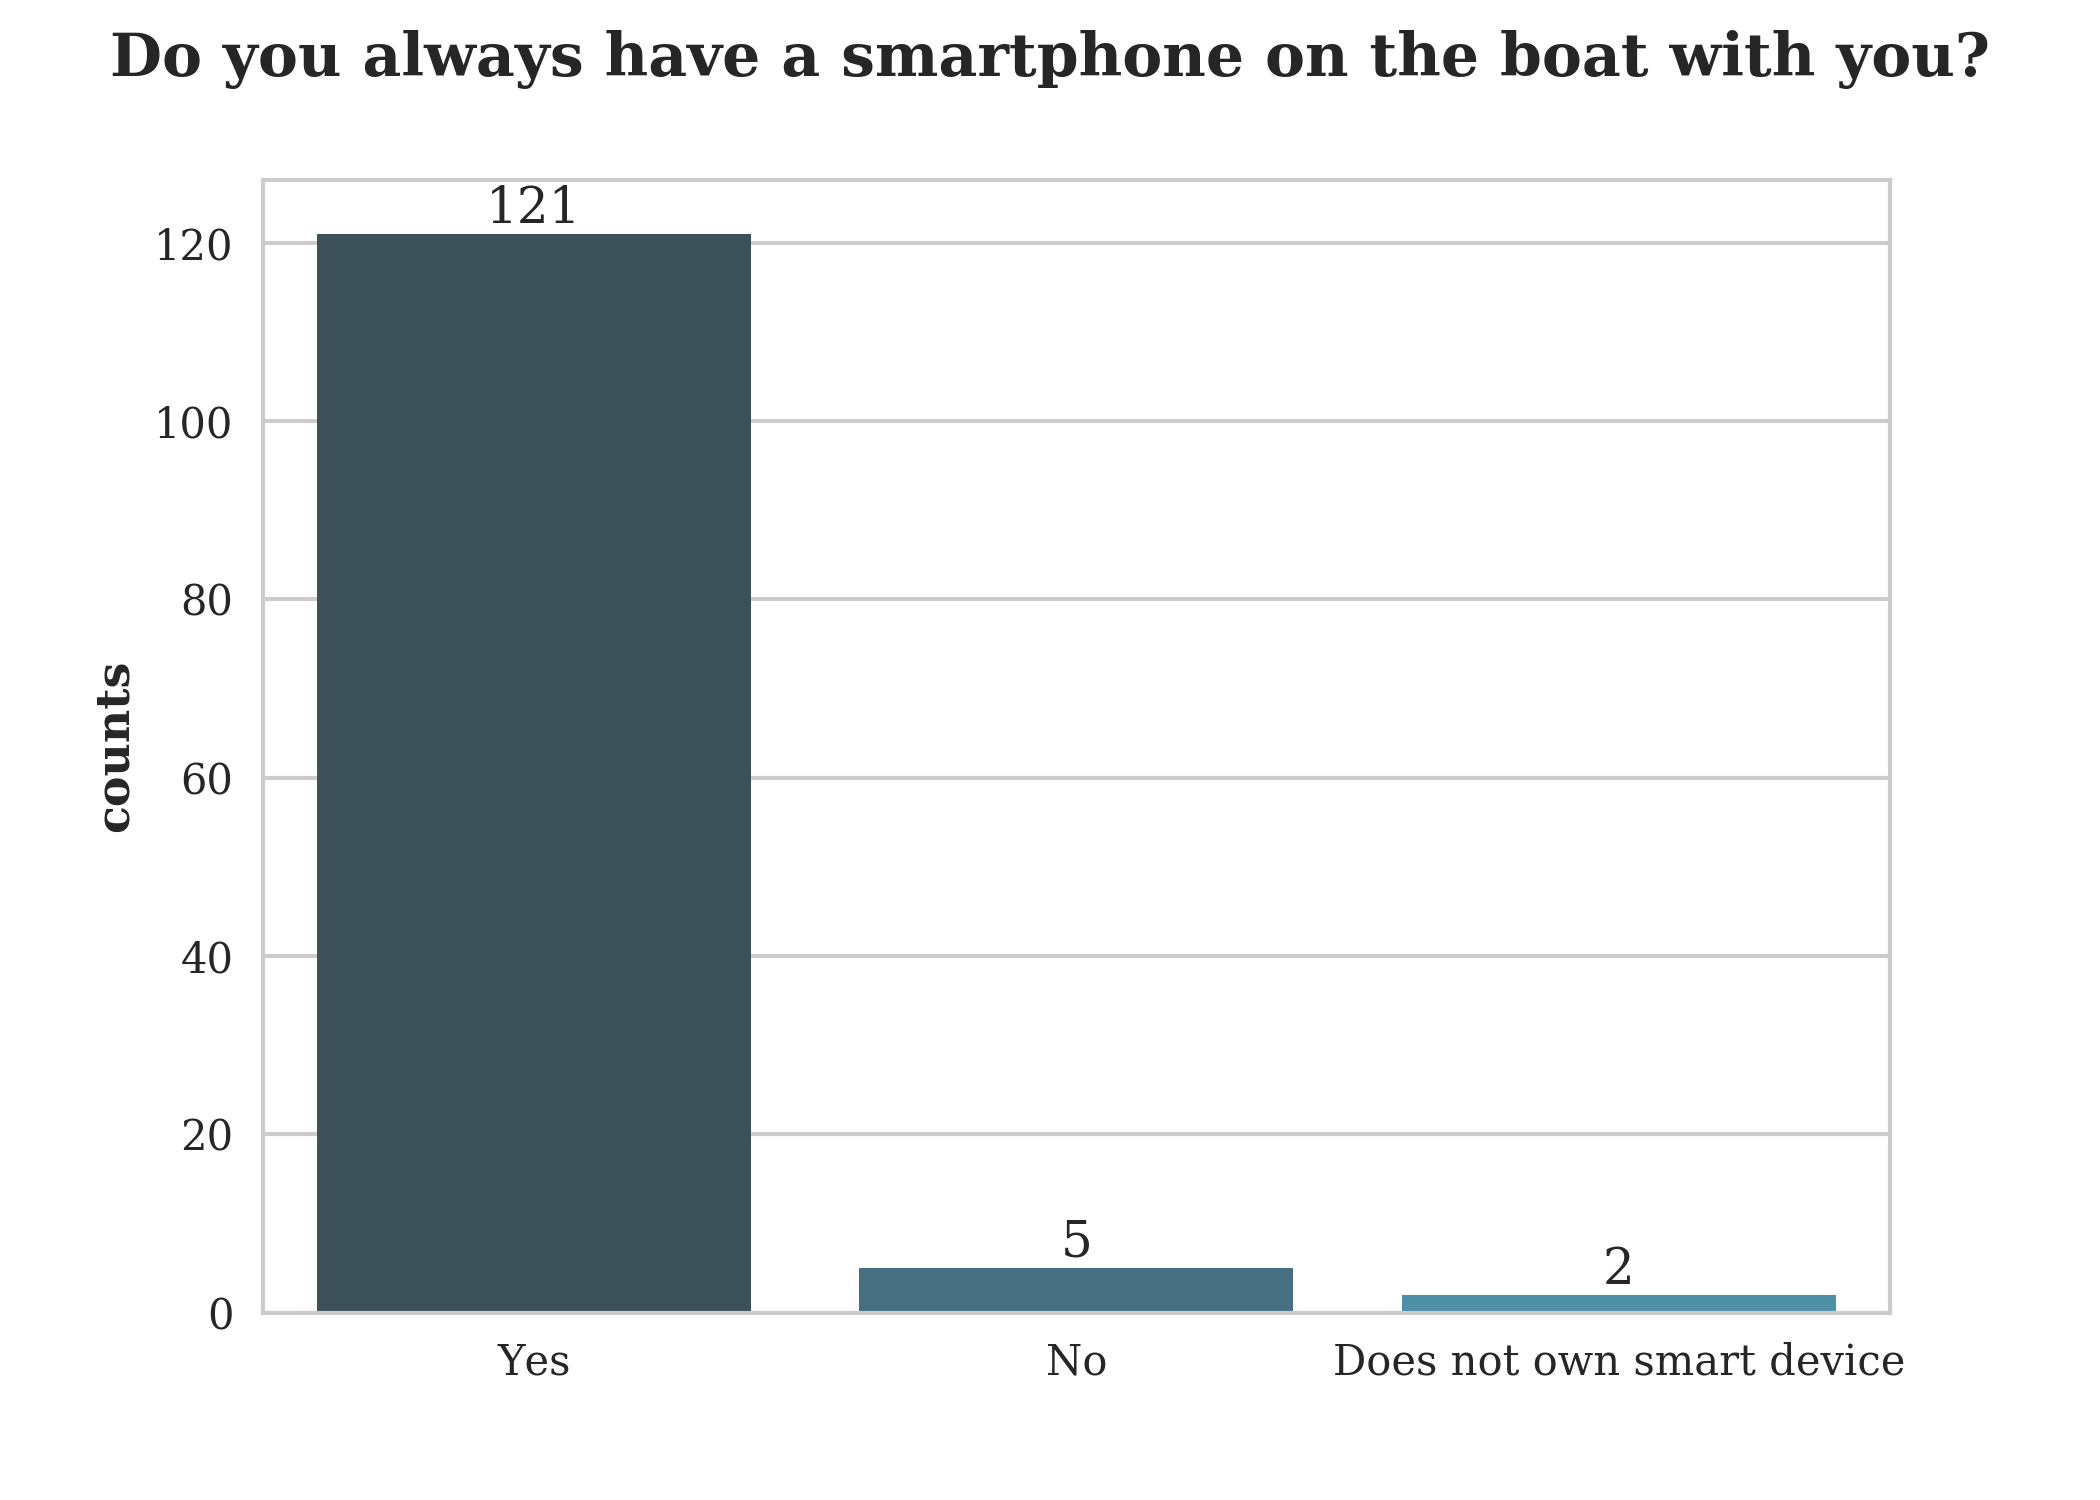 Do you always have a smartphone on the boat with you?
121
120
100
80
60
40
20
0
counts
5
2
Yes
No
Does not own smart device